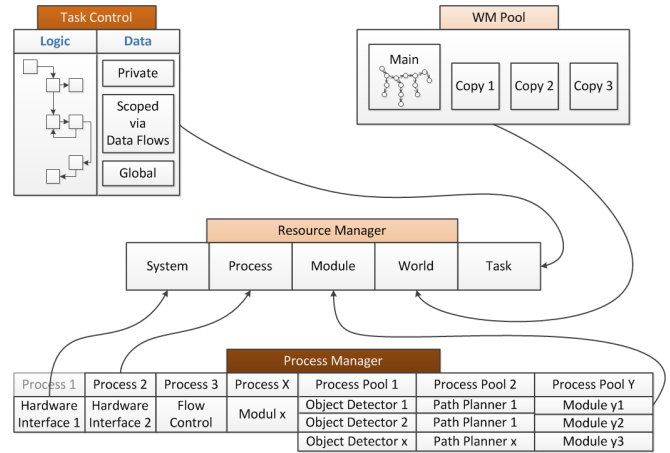 Task Control
Logic Data
Private
Scoped
via
Data Flows
Global
WM Pool
Main
Copy 1 Copy 2 Copy 3
Resource Manager
System Process Module World Task
Process Manager
Process 1 Process 2 Process 3 Process X Process Pool 1 Process Pool 2 Process Pool Y
Hardware
Interface 1
Hardware
Interface 2
Flow
Control
Modul x
Object Detector 1
Object Detector 2
Object Detector x
Path Planner 1
Path Planner 1
Path Planner x
Module y1
Module y2
Module y3